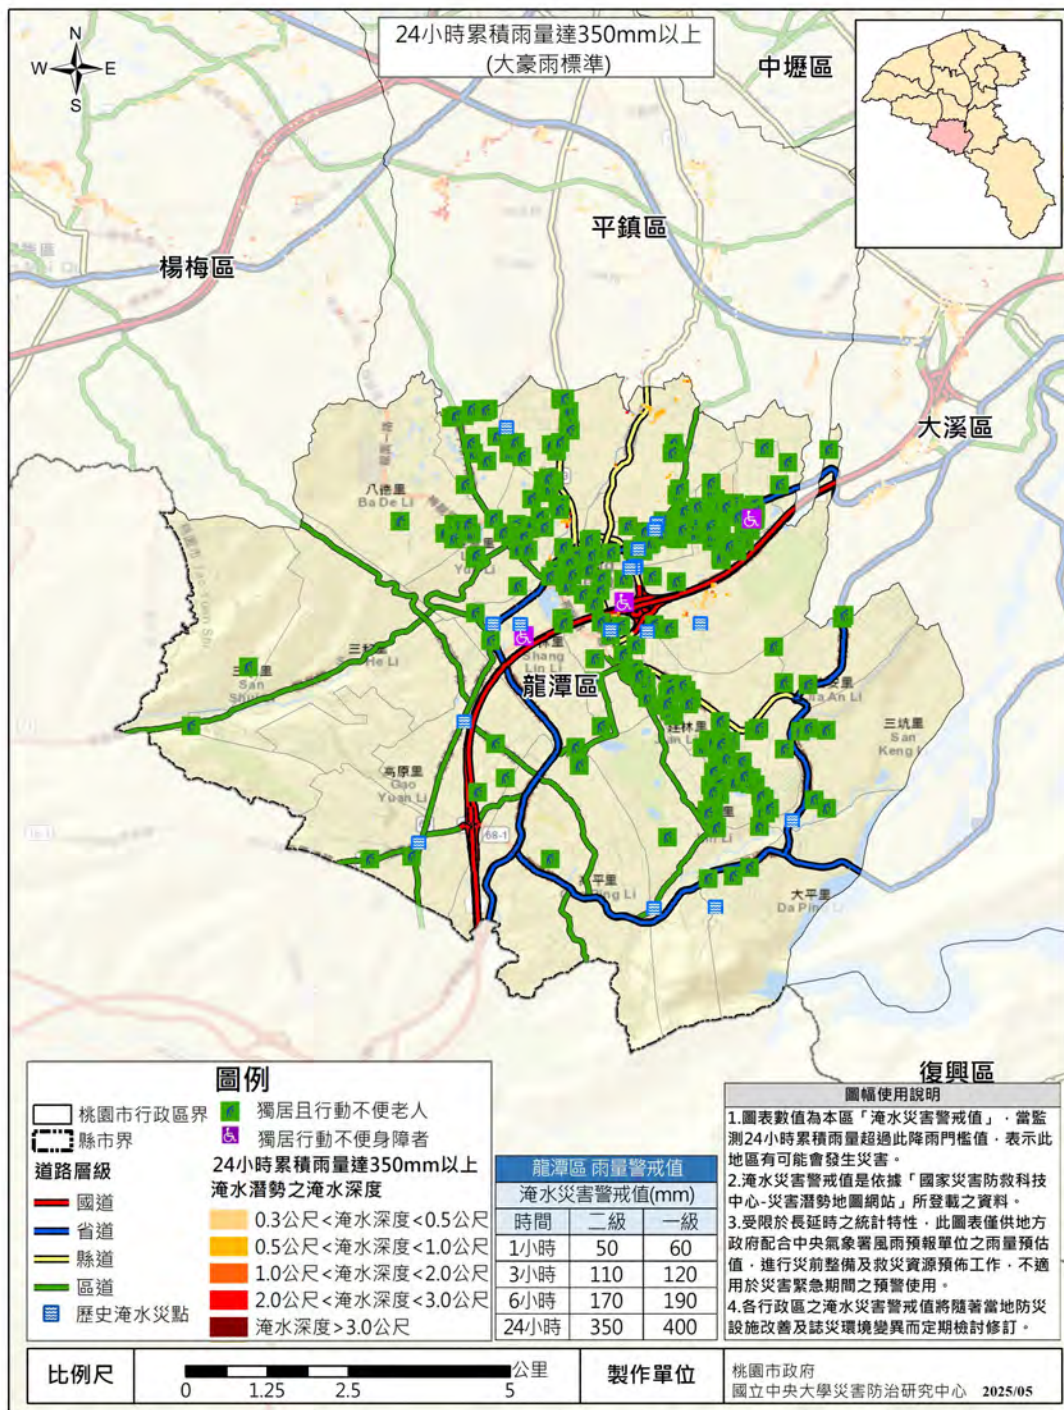 24小時累積雨量達350mm以上
(大豪雨標準)
N
W
E
S
中壢區
平鎮區
楊梅區
大溪區
八德里
Ba De Li
三和里
San He Li
San
Shui Li
林里
Shang
Lin Li
龍潭區
三坑里
San
Keng Li
高原里
Gao
Yuan Li
68-1
高平里
Ping Li
大平里
Da Ping Li
復興區
圖例
桃園市行政區界
縣市界
道路層級
國道
省道
縣道
區道
歷史淹水災點
獨居且行動不便老人
獨居行動不便身障者
24小時累積雨量達350mm以上
淹水潛勢之淹水深度
0.3公尺<淹水深度<0.5公尺
0.5公尺<淹水深度<1.0公尺
1.0公尺<淹水深度<2.0公尺
2.0公尺<淹水深度<3.0公尺
淹水深度>3.0公尺
龍潭區 雨量警戒值
淹水災害警戒值(mm)
時間 二級 一級
1小時 50 60
3小時 110 120
6小時 170 190
24小時 350 400
圖幅使用說明
1.圖表數值為本區「淹水災害警戒值」，當監
測24小時累積雨量超過此降雨門檻值，表示此
地區有可能會發生災害。
2.淹水災害警戒值是依據「國家災害防救科技
中心-災害潛勢地圖網站」所登載之資料。
3.受限於長延時之統計特性，此圖表僅供地方
政府配合中央氣象署風雨預報單位之雨量預估
值，進行災前整備及救災資源預佈工作，不適
用於災害緊急期間之預警使用。
4.各行政區之淹水災害警戒值將隨著當地防災
設施改善及誌災環境變異而定期檢討修訂。
比例尺
0 1.25 2.5 5
公里
製作單位
桃園市政府
國立中央大學災害防治研究中心 2025/05